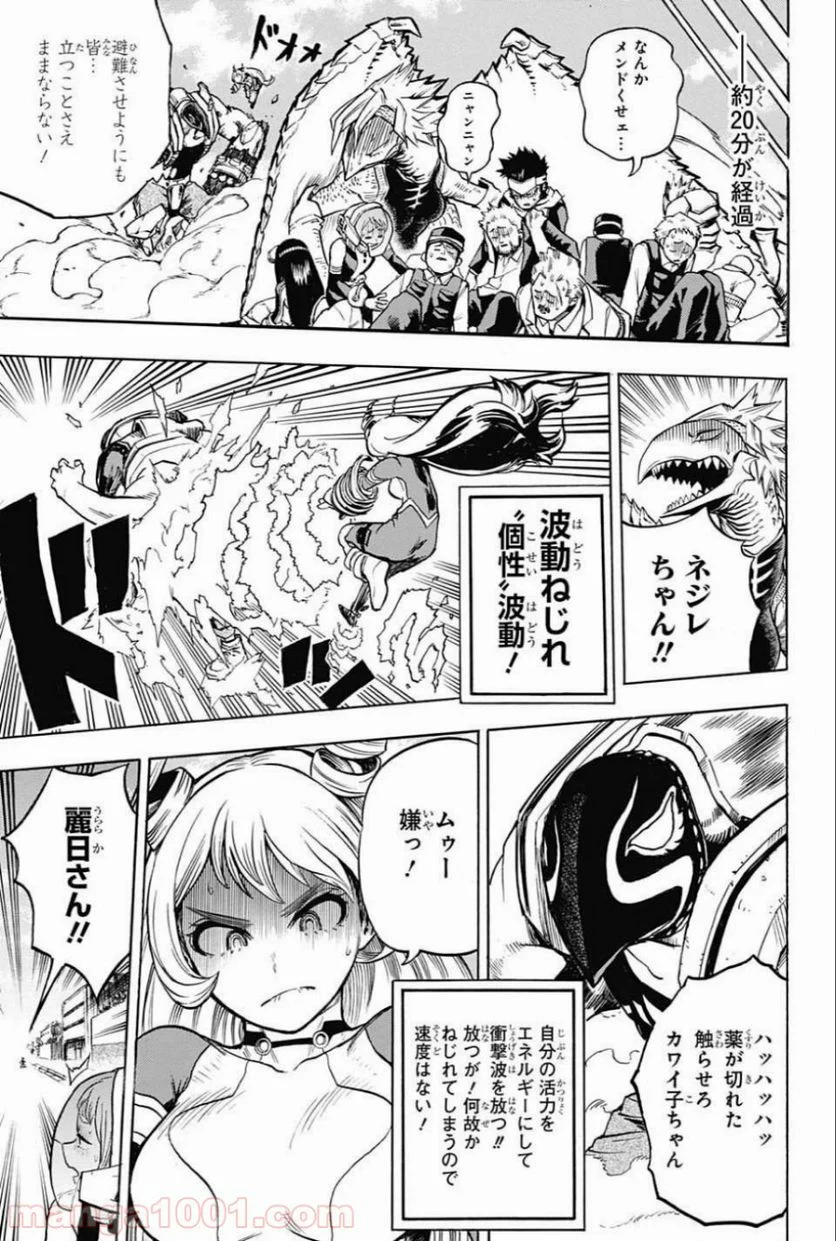 ――約20分が経過
なんか
メンドくせェ…
ニャンニャン
ドドドド
避難させようにも
皆…
立つことさえ
ままならない！
ネジレ
ちゃん!!
波動ねじれ
“個性”波動！
ドド
ハッハッハッ
薬が切れた
触らせろ
カワイ子ちゃん
ムゥー
嫌っ！
自分の活力を
エネルギーにして
衝撃波を放つ!!
放つが！何故か
ねじれてしまうので
速度はない！
麗日さん!!
manga1001.com